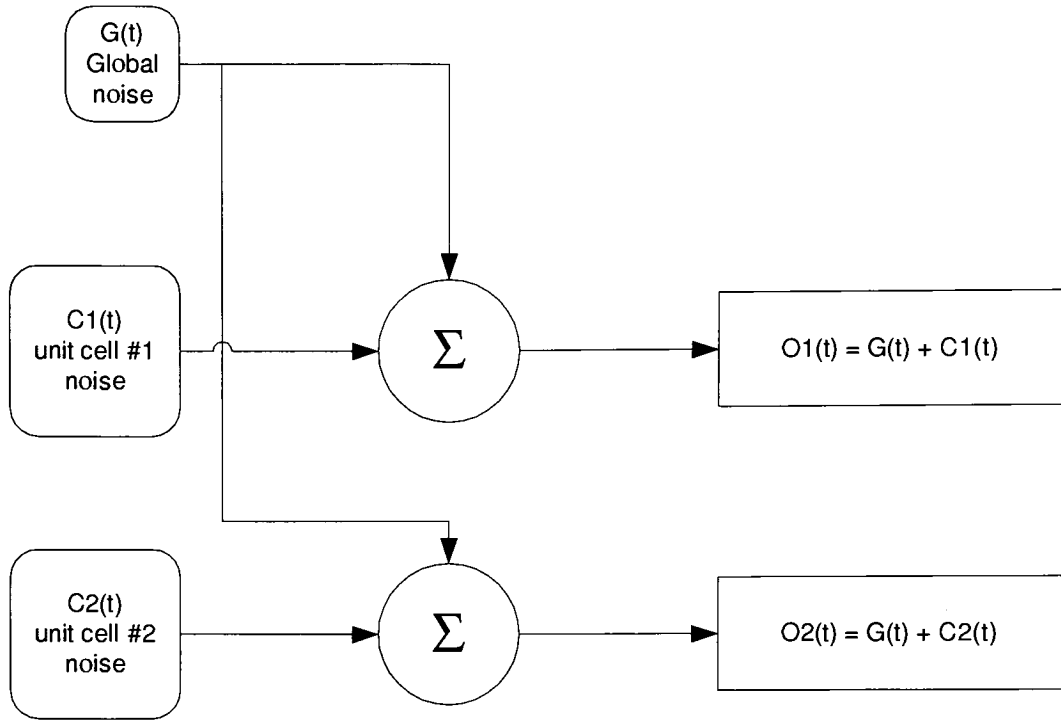 G(t)
Global
noise
C1(t)
unit cell #1
noise
Σ
O1(t) = G(t) + C1(t)
C2(t)
unit cell #2
noise
Σ
O2(t) = G(t) + C2(t)